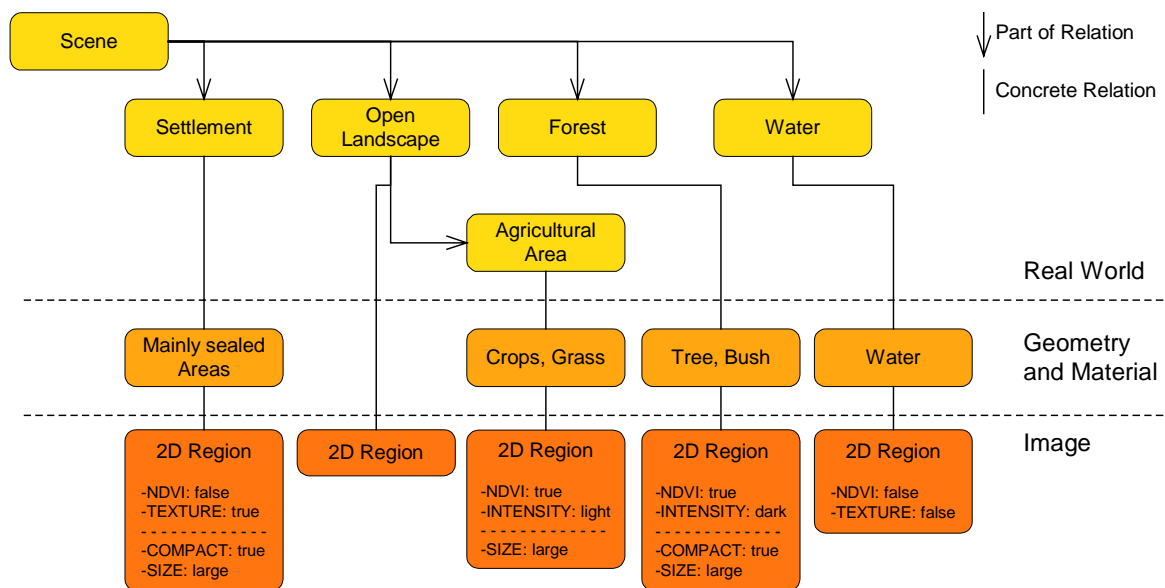 Scene
Part of Relation
Concrete Relation
Settlement
Open
Landscape
Forest
Water
Agricultural
Area
Real World
Mainly sealed
Areas
Crops, Grass
Tree, Bush
Water
Geometry
and Material
Image
2D Region
-NDVI: false
-TEXTURE: true
-COMPACT: true
-SIZE: large
2D Region
2D Region
-NDVI: true
-INTENSITY: light
-SIZE: large
2D Region
-NDVI: true
-INTENSITY: dark
-COMPACT: true
-SIZE: large
2D Region
-NDVI: false
-TEXTURE: false